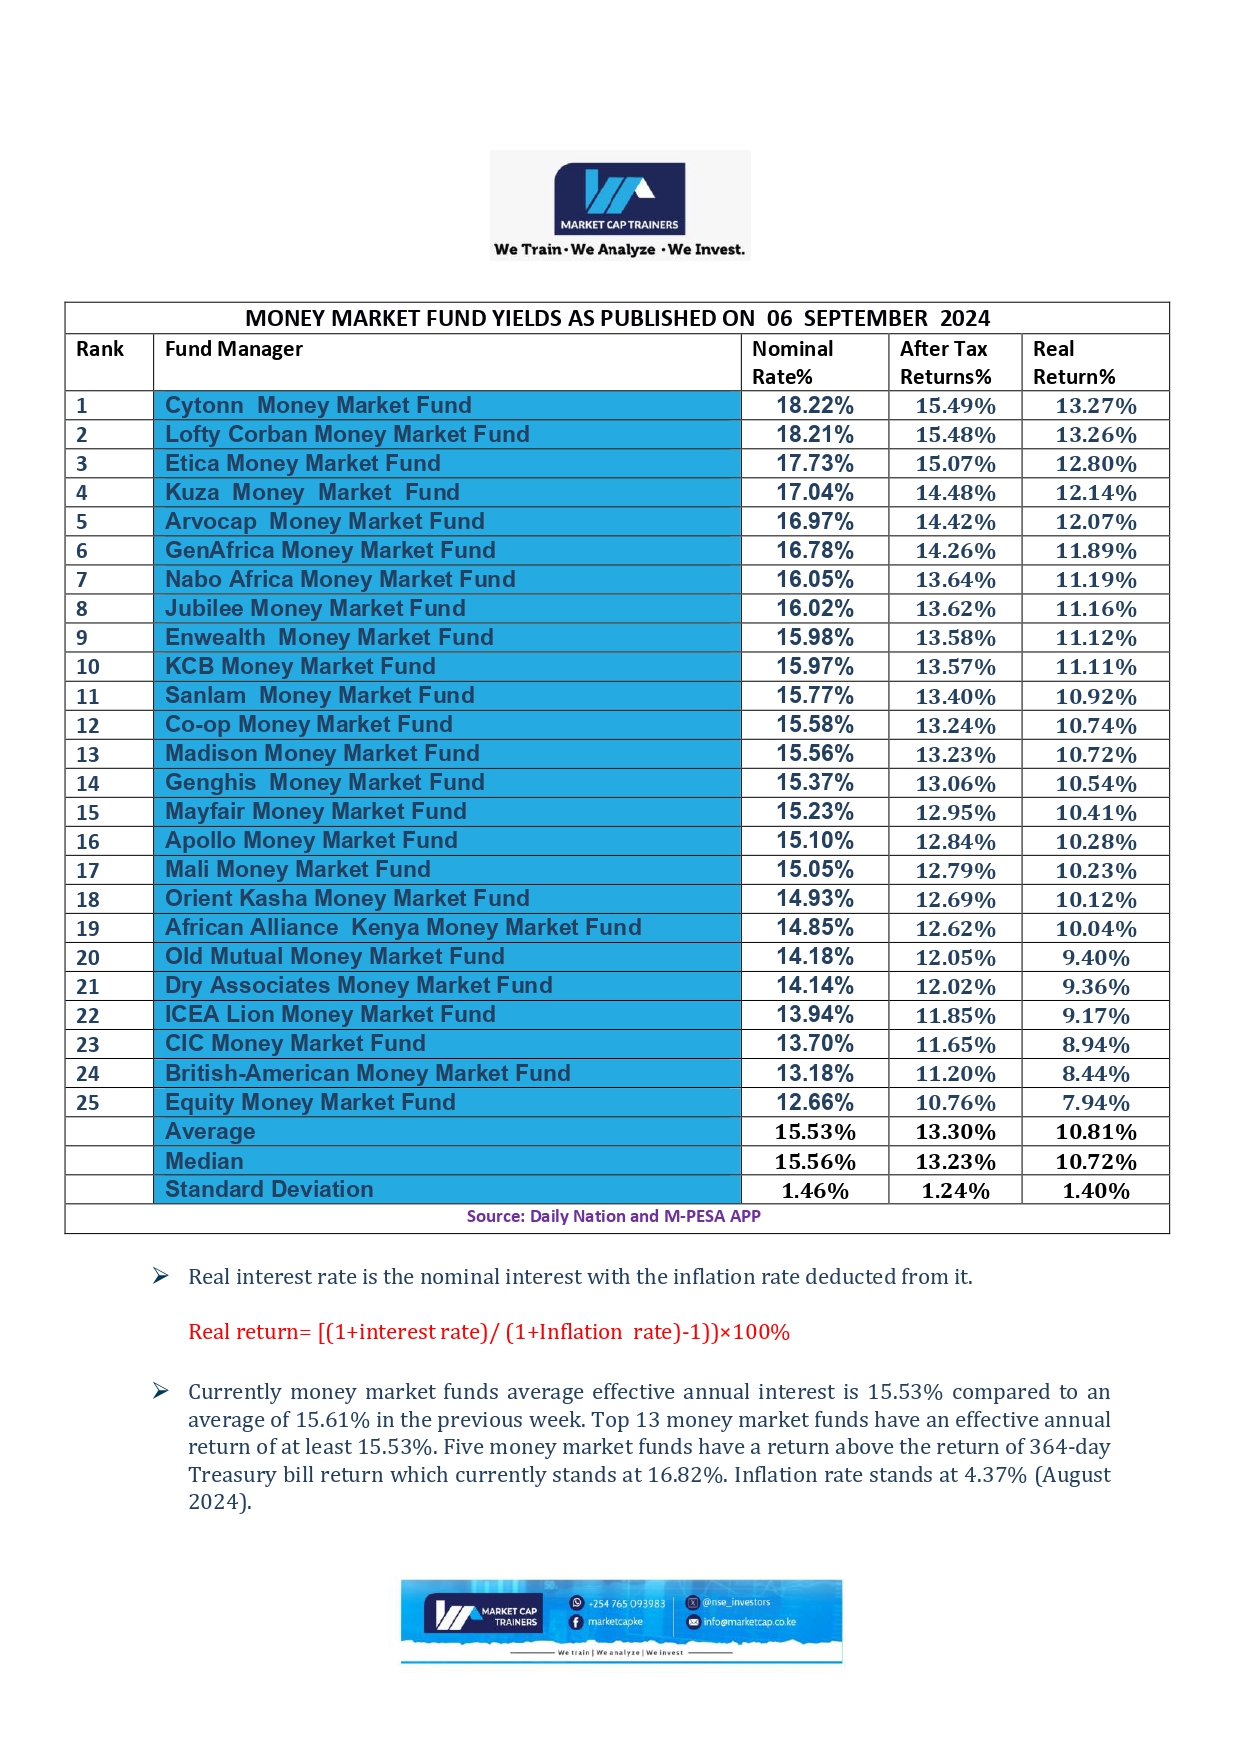 MARKET CAP TRAINERS
We Train · We Analyze · We Invest.
MONEY MARKET FUND YIELDS AS PUBLISHED ON 06 SEPTEMBER 2024
Rank Fund Manager Nominal Rate% After Tax Returns% Real Return%
1 Cytonn Money Market Fund 18.22% 15.49% 13.27%
2 Lofty Corban Money Market Fund 18.21% 15.48% 13.26%
3 Etica Money Market Fund 17.73% 15.07% 12.80%
4 Kuza Money Market Fund 17.04% 14.48% 12.14%
5 Arvocap Money Market Fund 16.97% 14.42% 12.07%
6 GenAfrica Money Market Fund 16.78% 14.26% 11.89%
7 Nabo Africa Money Market Fund 16.05% 13.64% 11.19%
8 Jubilee Money Market Fund 16.02% 13.62% 11.16%
9 Enwealth Money Market Fund 15.98% 13.58% 11.12%
10 KCB Money Market Fund 15.97% 13.57% 11.11%
11 Sanlam Money Market Fund 15.77% 13.40% 10.92%
12 Co-op Money Market Fund 15.58% 13.24% 10.74%
13 Madison Money Market Fund 15.56% 13.23% 10.72%
14 Genghis Money Market Fund 15.37% 13.06% 10.54%
15 Mayfair Money Market Fund 15.23% 12.95% 10.41%
16 Apollo Money Market Fund 15.10% 12.84% 10.28%
17 Mali Money Market Fund 15.05% 12.79% 10.23%
18 Orient Kasha Money Market Fund 14.93% 12.69% 10.12%
19 African Alliance Kenya Money Market Fund 14.85% 12.62% 10.04%
20 Old Mutual Money Market Fund 14.18% 12.05% 9.40%
21 Dry Associates Money Market Fund 14.14% 12.02% 9.36%
22 ICEA Lion Money Market Fund 13.94% 11.85% 9.17%
23 CIC Money Market Fund 13.70% 11.65% 8.94%
24 British-American Money Market Fund 13.18% 11.20% 8.44%
25 Equity Money Market Fund 12.66% 10.76% 7.94%
Average 15.53% 13.30% 10.81%
Median 15.56% 13.23% 10.72%
Standard Deviation 1.46% 1.24% 1.40%
Source: Daily Nation and M-PESA APP
Real interest rate is the nominal interest with the inflation rate deducted from it.
Real return= [(1+interest rate)/ (1+Inflation rate)-1))×100%
Currently money market funds average effective annual interest is 15.53% compared to an
average of 15.61% in the previous week. Top 13 money market funds have an effective annual
return of at least 15.53%. Five money market funds have a return above the return of 364-day
Treasury bill return which currently stands at 16.82%. Inflation rate stands at 4.37% (August
2024).
MARKET CAP TRAINERS
+254 765 093983 @nse_investors
marketcapke info@marketcap.co.ke
We train | We analyze | We invest